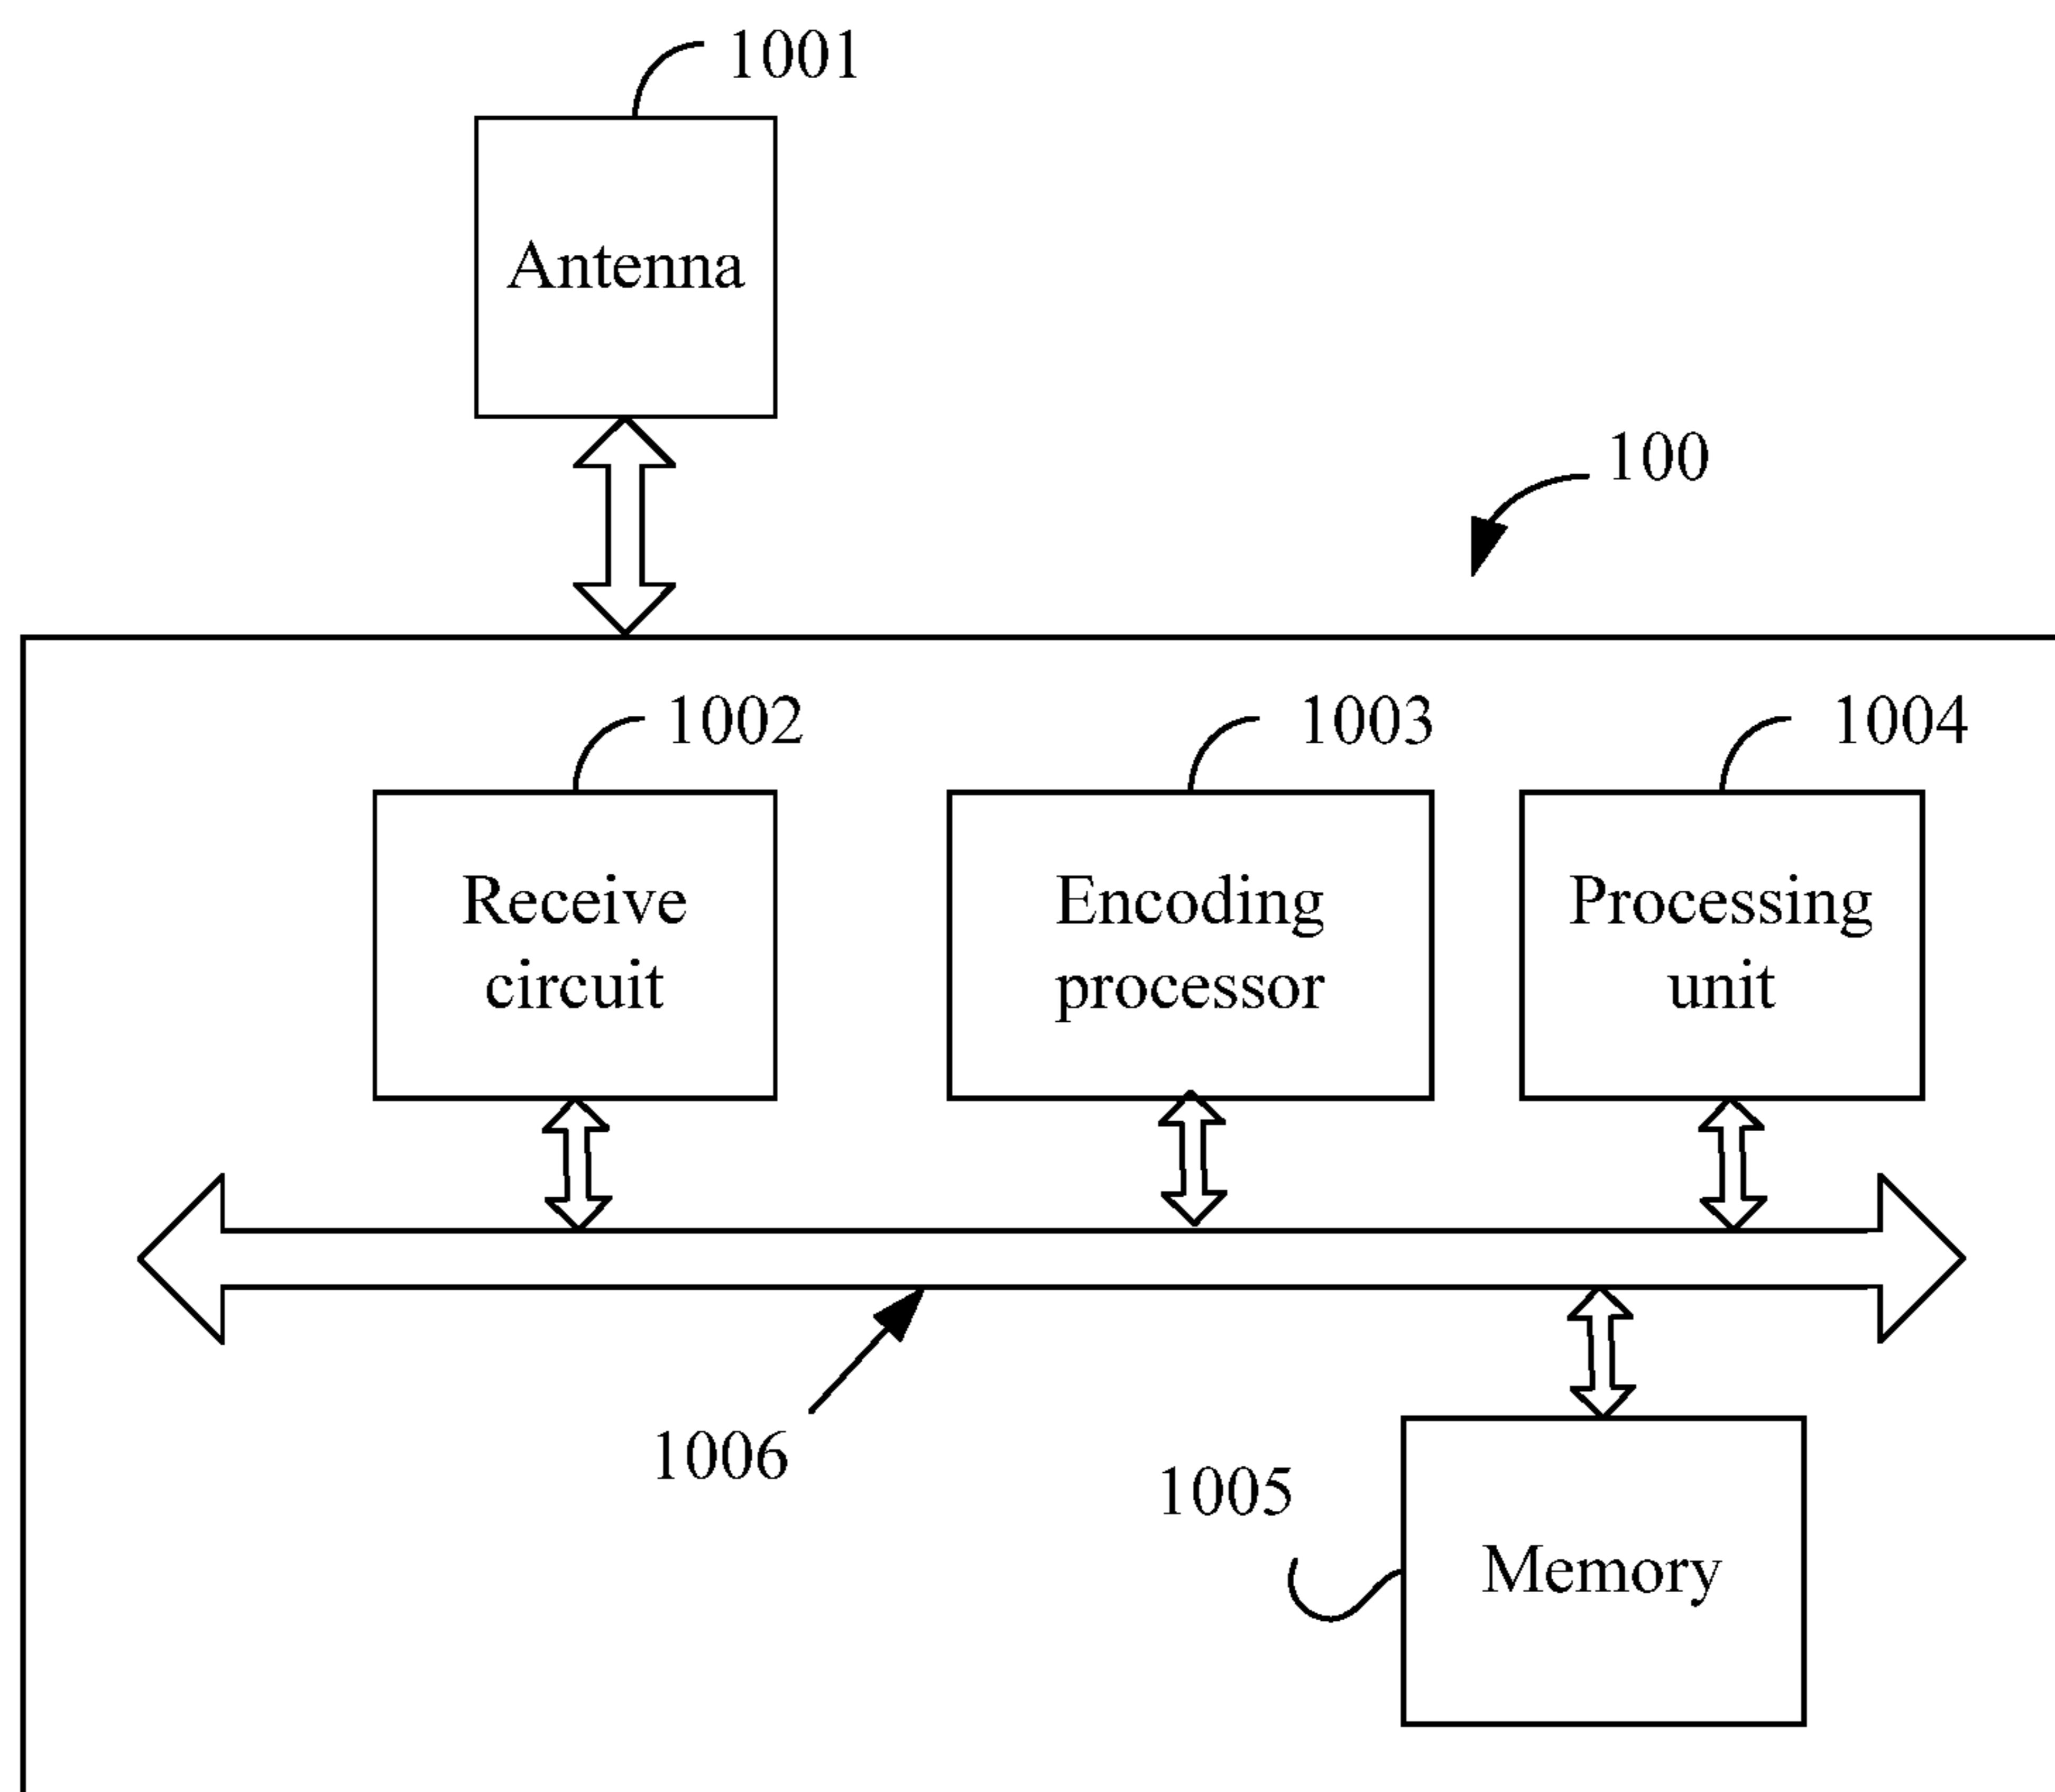 1001
Antenna
100
1002
1003
1004
Receive
circuit
Encoding
processor
Processing
unit
1006
1005
Memory